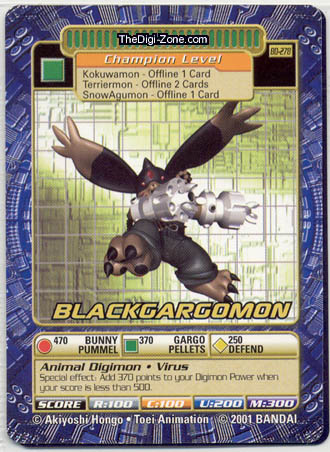 TheDigi-Zone.com
BO-278
Champion Level
Kokuwamon - Offline 1 Card
Terriermon - Offline 2 Cards
SnowAgumon - Offline 1 Card
BLACKGARGOMON
470 BUNNY PUMMEL
370 GARGO PELLETS
250 DEFEND
Animal Digimon • Virus
Special effect: Add 370 points to your Digimon Power when
your score is less than 500.
SCORE R:100 C:100 U:200 M:300
© Akiyoshi Hongo • Toei Animation © 2001 BANDAI